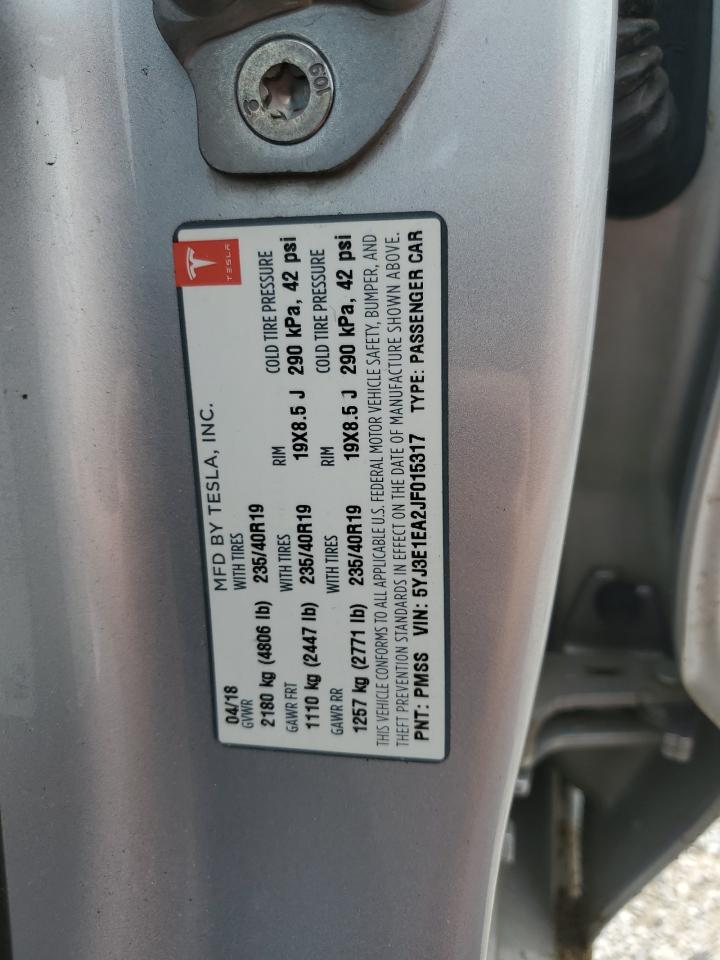 109
TESLA
MFD BY TESLA, INC.
04/18
GVWR WITH TIRES RIM COLD TIRE PRESSURE
2180 kg (4806 lb) 235/40R19 19X8.5 J 290 kPa, 42 psi
GAWR FRT WITH TIRES RIM COLD TIRE PRESSURE
1110 kg (2447 lb) 235/40R19 19X8.5 J 290 kPa, 42 psi
GAWR RR WITH TIRES
1257 kg (2771 lb) 235/40R19
THIS VEHICLE CONFORMS TO ALL APPLICABLE U.S. FEDERAL MOTOR VEHICLE SAFETY, BUMPER, AND
THEFT PREVENTION STANDARDS IN EFFECT ON THE DATE OF MANUFACTURE SHOWN ABOVE.
PNT: PMSS VIN: 5YJ3E1EA2JF015317 TYPE: PASSENGER CAR